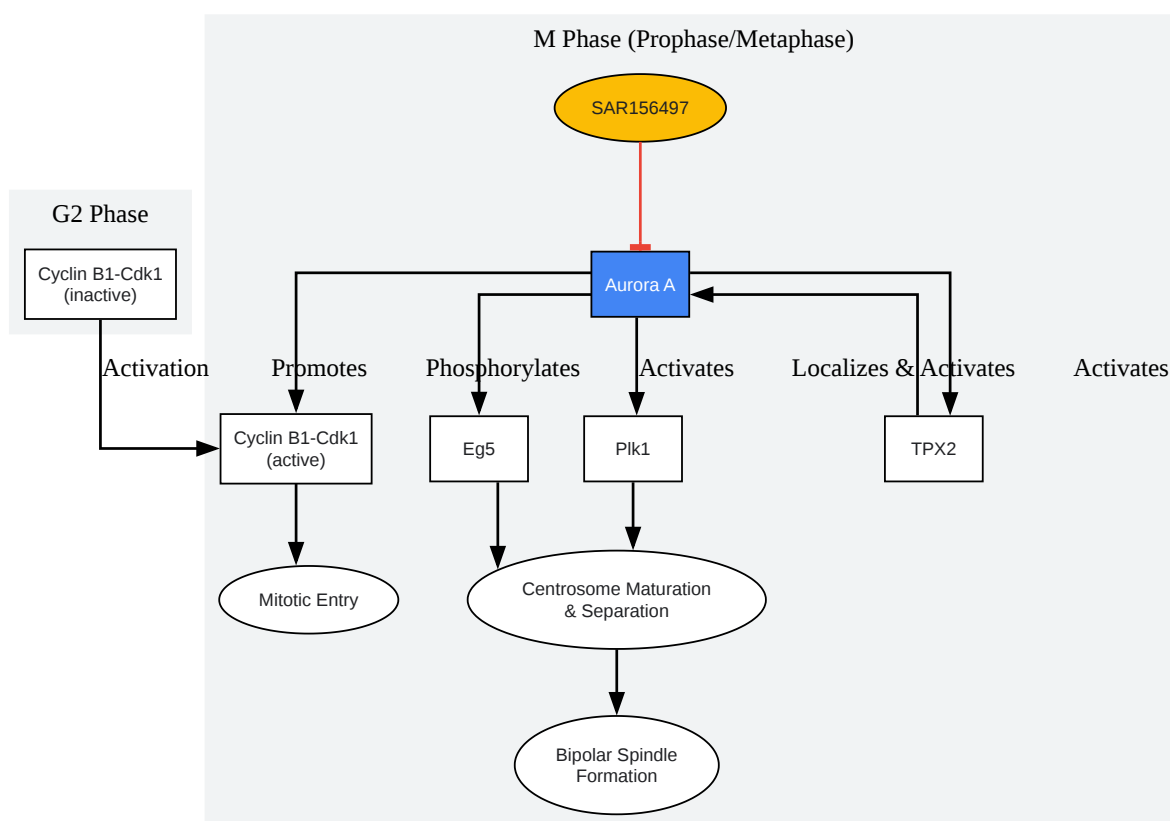 M Phase (Prophase/Metaphase)
SAR156497
G2 Phase
Cyclin B1-Cdk1
(inactive)
Aurora A
Activation
Promotes
Phosphorylates
Activates
Localizes & Activates
Activates
Cyclin B1-Cdk1
(active)
Eg5
Plk1
TPX2
Mitotic Entry
Centrosome Maturation
& Separation
Bipolar Spindle
Formation